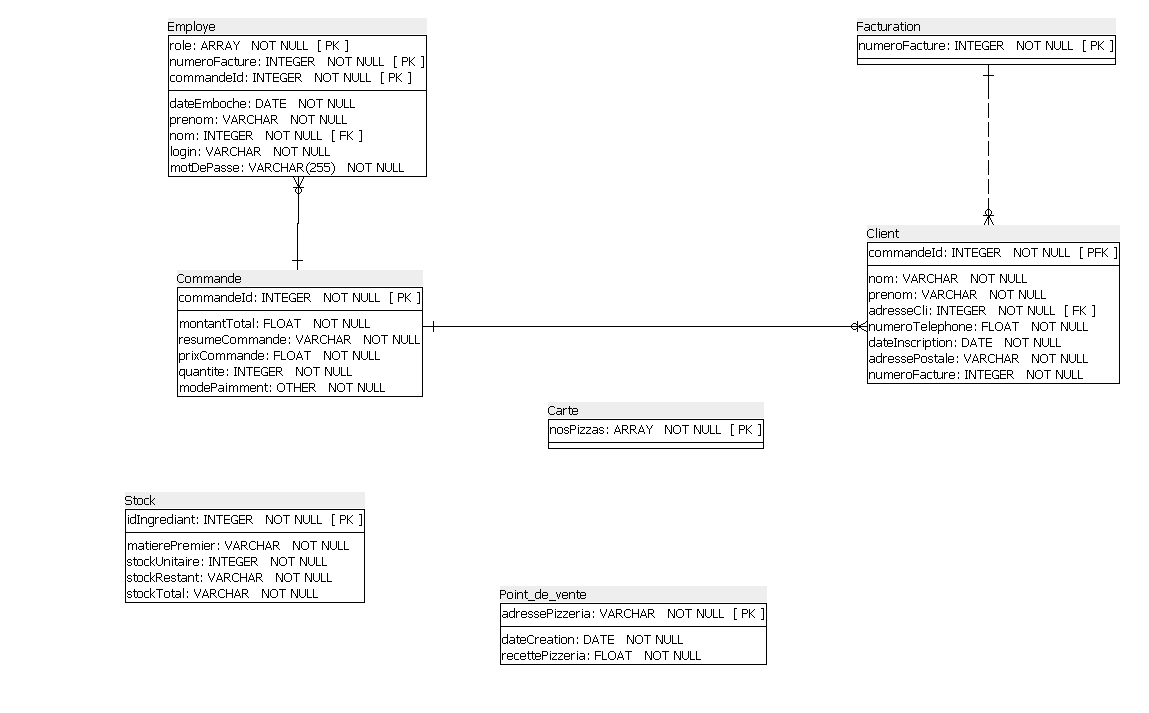 Employe
role: ARRAY NOT NULL [ PK ]
numeroFacture: INTEGER NOT NULL [ PK ]
commandeId: INTEGER NOT NULL [ PK ]
dateEmboche: DATE NOT NULL
prenom: VARCHAR NOT NULL
nom: INTEGER NOT NULL [ FK ]
login: VARCHAR NOT NULL
motDePasse: VARCHAR(255) NOT NULL
Facturation
numeroFacture: INTEGER NOT NULL [ PK ]
Client
commandeId: INTEGER NOT NULL [ PFK ]
nom: VARCHAR NOT NULL
prenom: VARCHAR NOT NULL
adresseCli: INTEGER NOT NULL [ FK ]
numeroTelephone: FLOAT NOT NULL
dateInscription: DATE NOT NULL
adressePostale: VARCHAR NOT NULL
numeroFacture: INTEGER NOT NULL
Commande
commandeId: INTEGER NOT NULL [ PK ]
montantTotal: FLOAT NOT NULL
resumeCommande: VARCHAR NOT NULL
prixCommande: FLOAT NOT NULL
quantite: INTEGER NOT NULL
modePaimment: OTHER NOT NULL
Carte
nosPizzas: ARRAY NOT NULL [ PK ]
Stock
idIngrediant: INTEGER NOT NULL [ PK ]
matierePremier: VARCHAR NOT NULL
stockUnitaire: INTEGER NOT NULL
stockRestant: VARCHAR NOT NULL
stockTotal: VARCHAR NOT NULL
Point_de_vente
adressePizzeria: VARCHAR NOT NULL [ PK ]
dateCreation: DATE NOT NULL
recettePizzeria: FLOAT NOT NULL